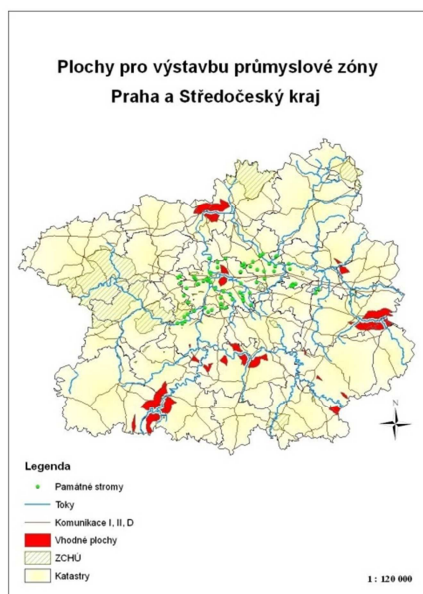 Plochy pro výstavbu průmyslové zóny
Praha a Středočeský kraj
N
Legenda
Památné stromy
Toky
Komunikace I, II, D
Vhodné plochy
ZCHÚ
Katastry
1 : 120 000